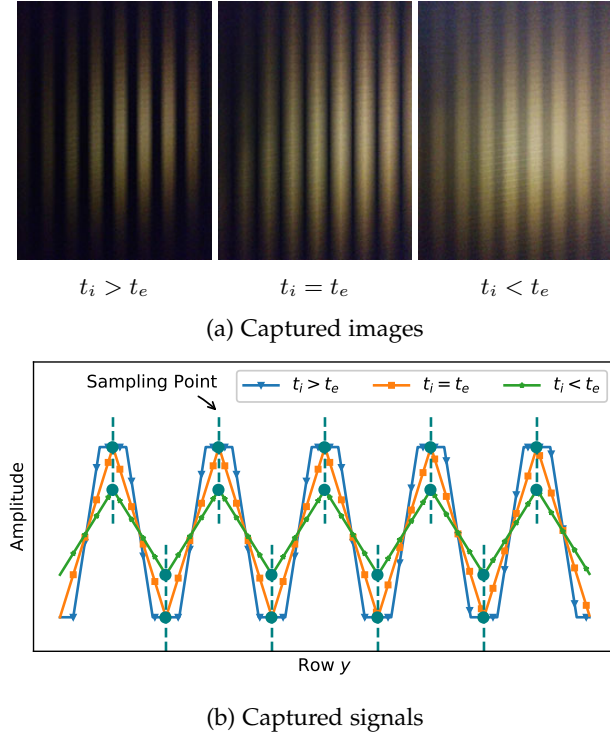 t_i > t_e
t_i = t_e
t_i < t_e
(a) Captured images
Sampling Point
t_i > t_e
t_i = t_e
t_i < t_e
Amplitude
Row y
(b) Captured signals